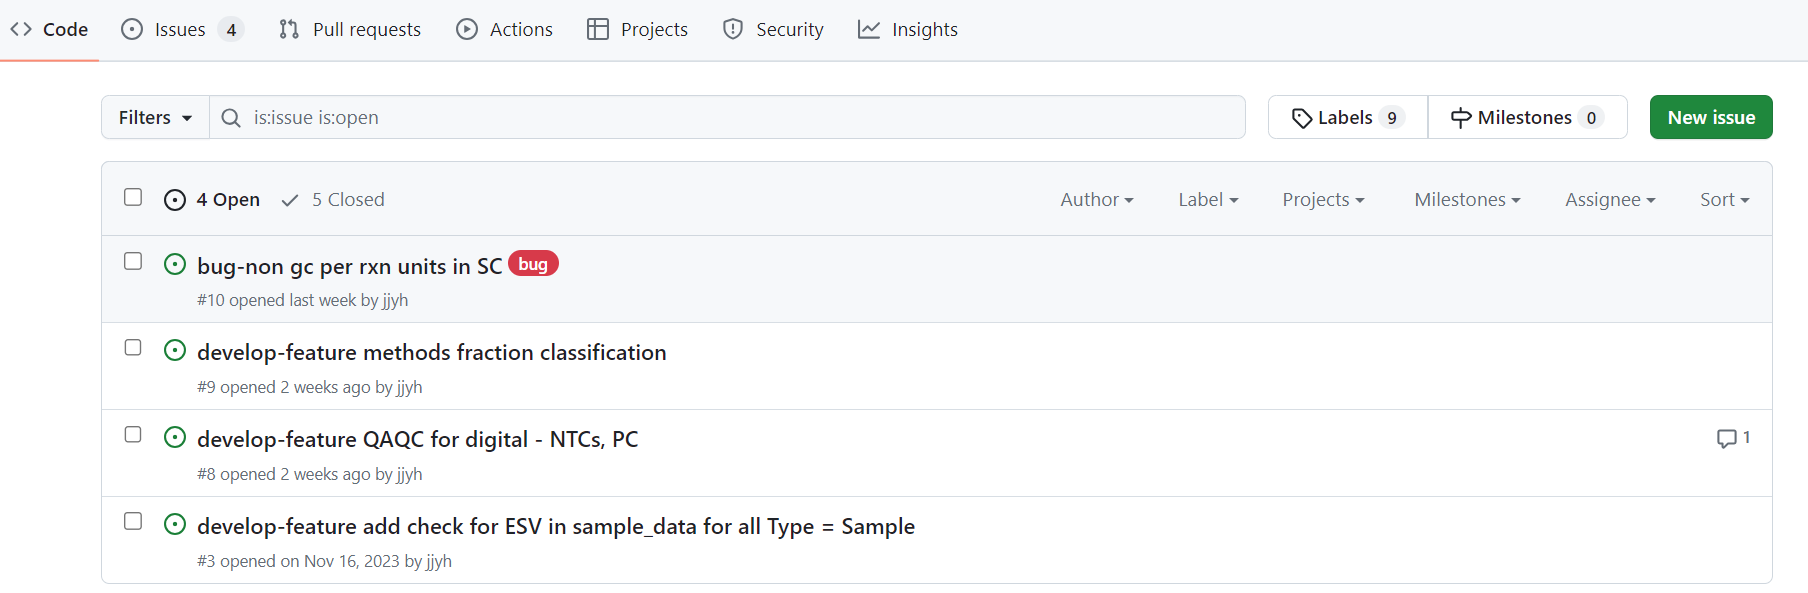 Code Issues 4 Pull requests Actions Projects Security Insights
Filters is:issue is:open Labels 9 Milestones 0 New issue
4 Open 5 Closed Author Label Projects Milestones Assignee Sort
bug-non gc per rxn units in SC bug
#10 opened last week by jjyh
develop-feature methods fraction classification
#9 opened 2 weeks ago by jjyh
develop-feature QAQC for digital - NTCs, PC 1
#8 opened 2 weeks ago by jjyh
develop-feature add check for ESV in sample_data for all Type = Sample
#3 opened on Nov 16, 2023 by jjyh